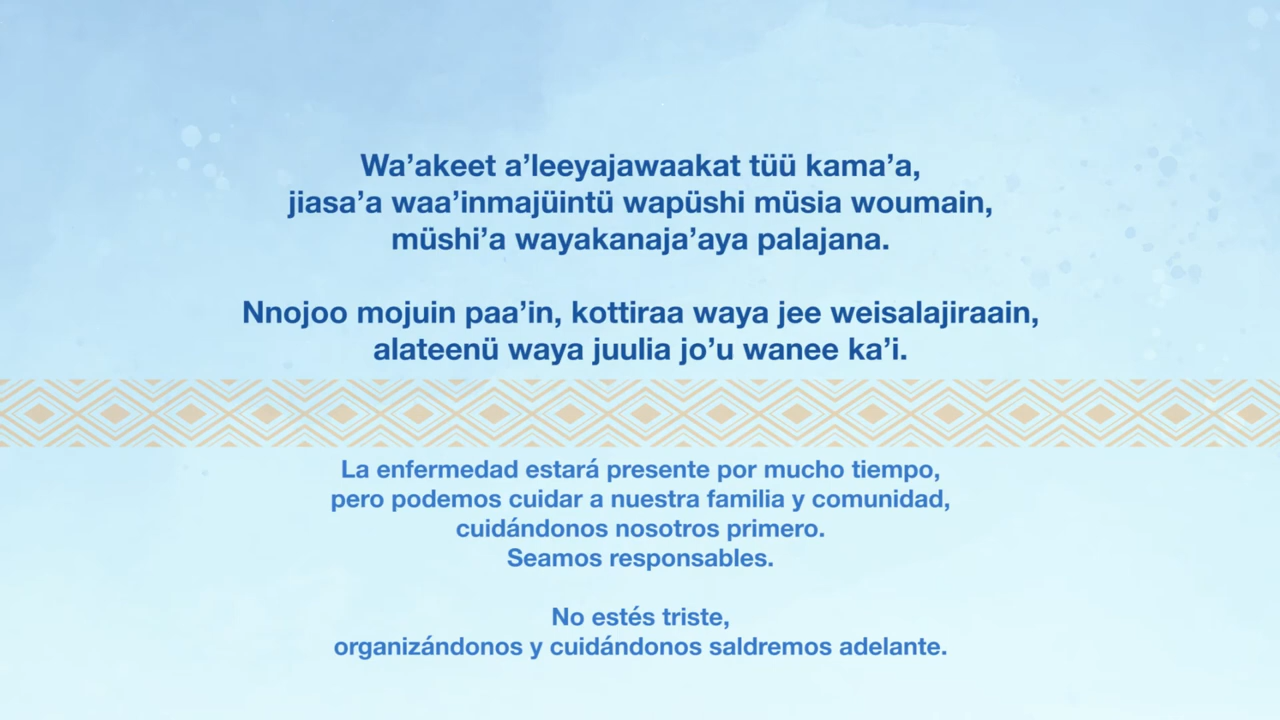 Wa’akeet a’leeyajawaakat tüü kama’a,
jiasa’a waa’inmajüintü wapüshi müsia woumain,
müshi’a wayakanaja’aya palajana.
Nnojoo mojuin paa’in, kottiraa waya jee weisalajiraain,
alateenü waya juulia jo’u wanee ka’i.
La enfermedad estará presente por mucho tiempo,
pero podemos cuidar a nuestra familia y comunidad,
cuidándonos nosotros primero.
Seamos responsables.
No estés triste,
organizándonos y cuidándonos saldremos adelante.